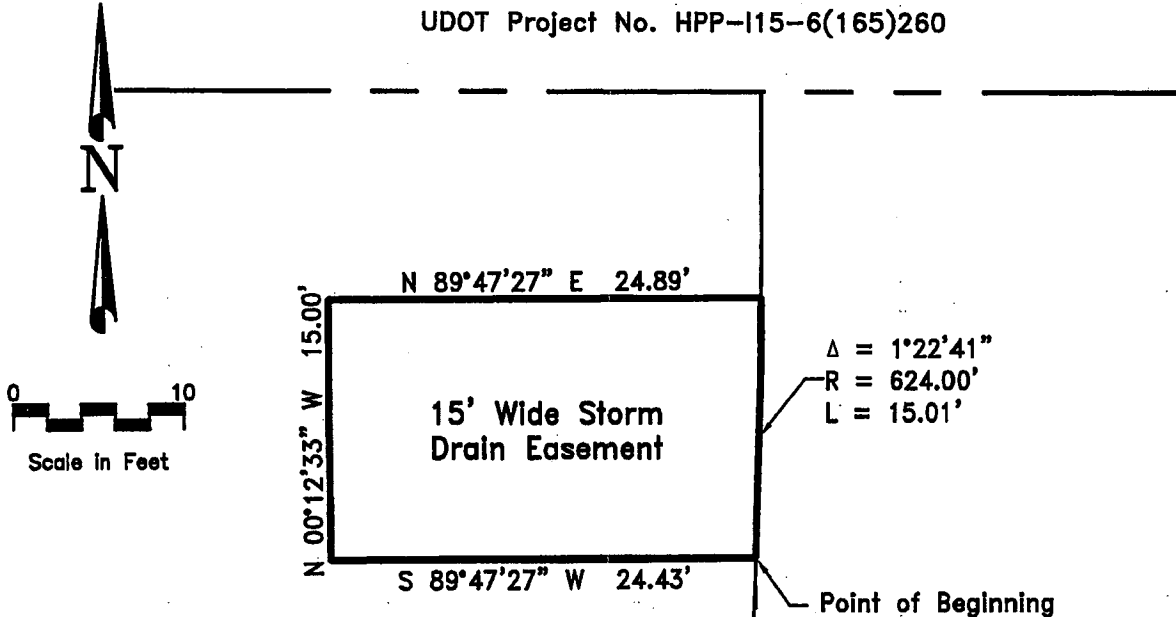 UDOT Project No. HPP-I15-6(165)260
N
N 89°47'27" E 24.89'
N 00°12'33" W 15.00'
Δ = 1°22'41"
R = 624.00'
L = 15.01'
0 10
Scale in Feet
15' Wide Storm
Drain Easement
S 89°47'27" W 24.43'
Point of Beginning